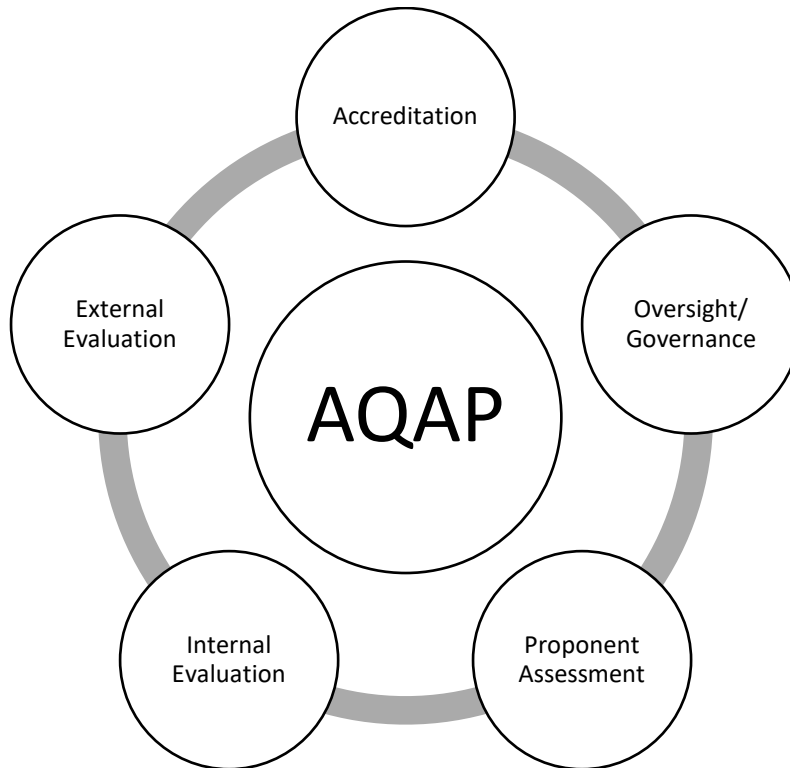 Accreditation
External
Evaluation
Oversight/
Governance
AQAP
Internal
Evaluation
Proponent
Assessment